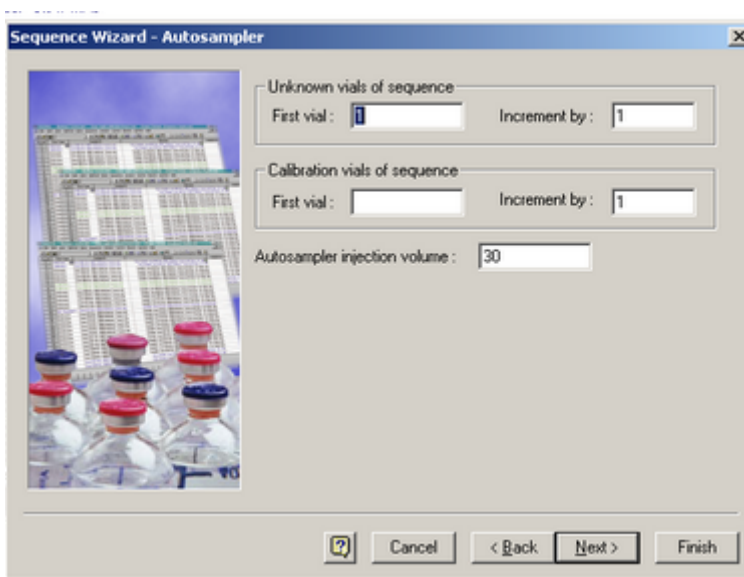 Sequence Wizard - Autosampler
Unknown vials of sequence
First vial : 1 Increment by : 1
Calibration vials of sequence
First vial : Increment by : 1
Autosampler injection volume : 30
Cancel < Back Next > Finish